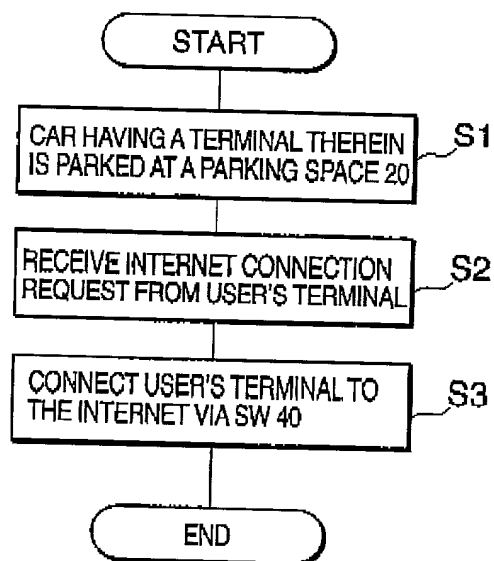 START
CAR HAVING A TERMINAL THEREIN
IS PARKED AT A PARKING SPACE 20
S1
RECEIVE INTERNET CONNECTION
REQUEST FROM USER'S TERMINAL
S2
CONNECT USER'S TERMINAL TO
THE INTERNET VIA SW 40
S3
END